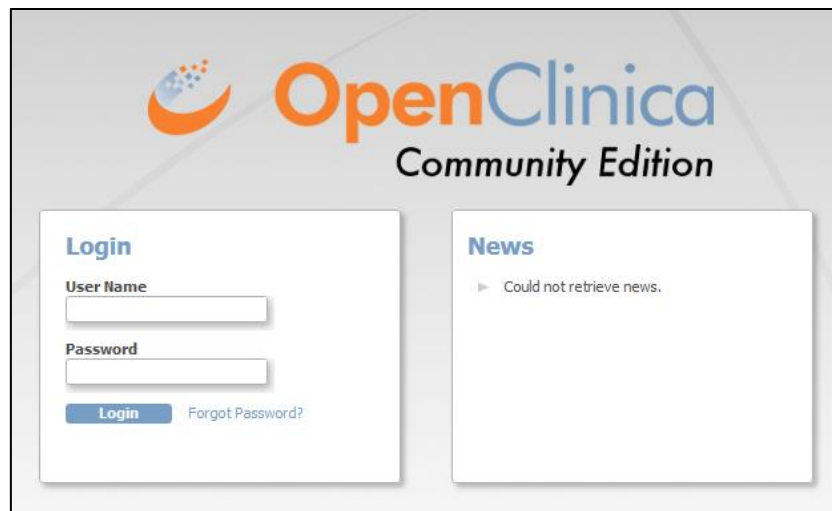 OpenClinica
Community Edition
Login
User Name
Password
Login Forgot Password?
News
Could not retrieve news.